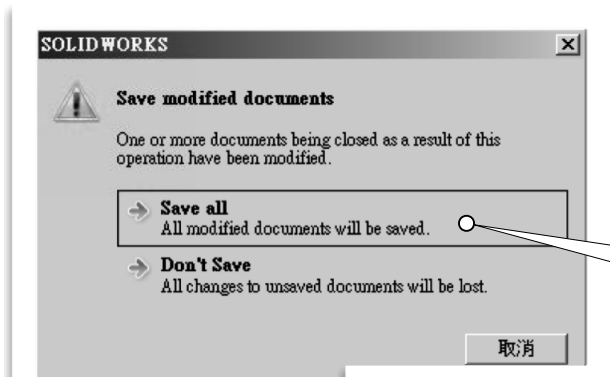 SOLIDWORKS
Save modified documents
One or more documents being closed as a result of this
operation have been modified.
Save all
All modified documents will be saved.
Don't Save
All changes to unsaved documents will be lost.
取消